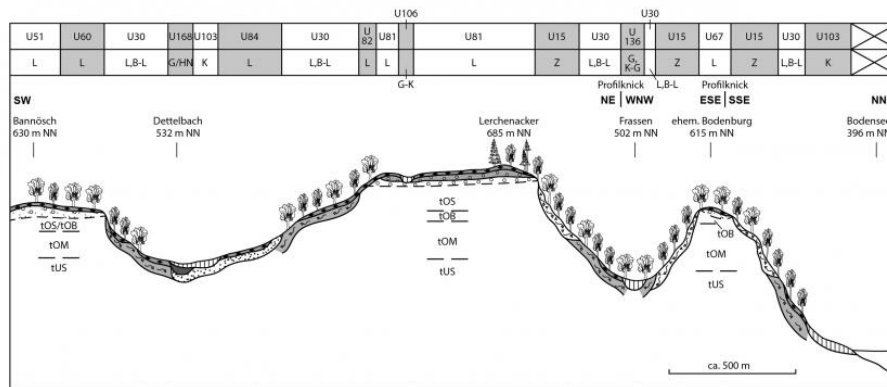 U106
U30
U51 U60 U30 U168 U103 U84 U30 U 82 U81 U81 U15 U30 U 136 U15 U67 U15 U30 U103
L L L,B-L G/HN K L L,B-L L L L Z L,B-L G, K-G Z L Z L,B-L K
G-K
L,B-L
Profilknick Profilknick
SW NE WNW ESE SSE NN
Bannösch Dettelbach Lerchenacker Frassen ehem. Bodenburg Bodensee
630 m NN 532 m NN 685 m NN 502 m NN 615 m NN 396 m NN
tOS/tOB
tOM
tUS
tOS
tOB
tOM
tUS
tOB
tOM
tUS
ca. 500 m